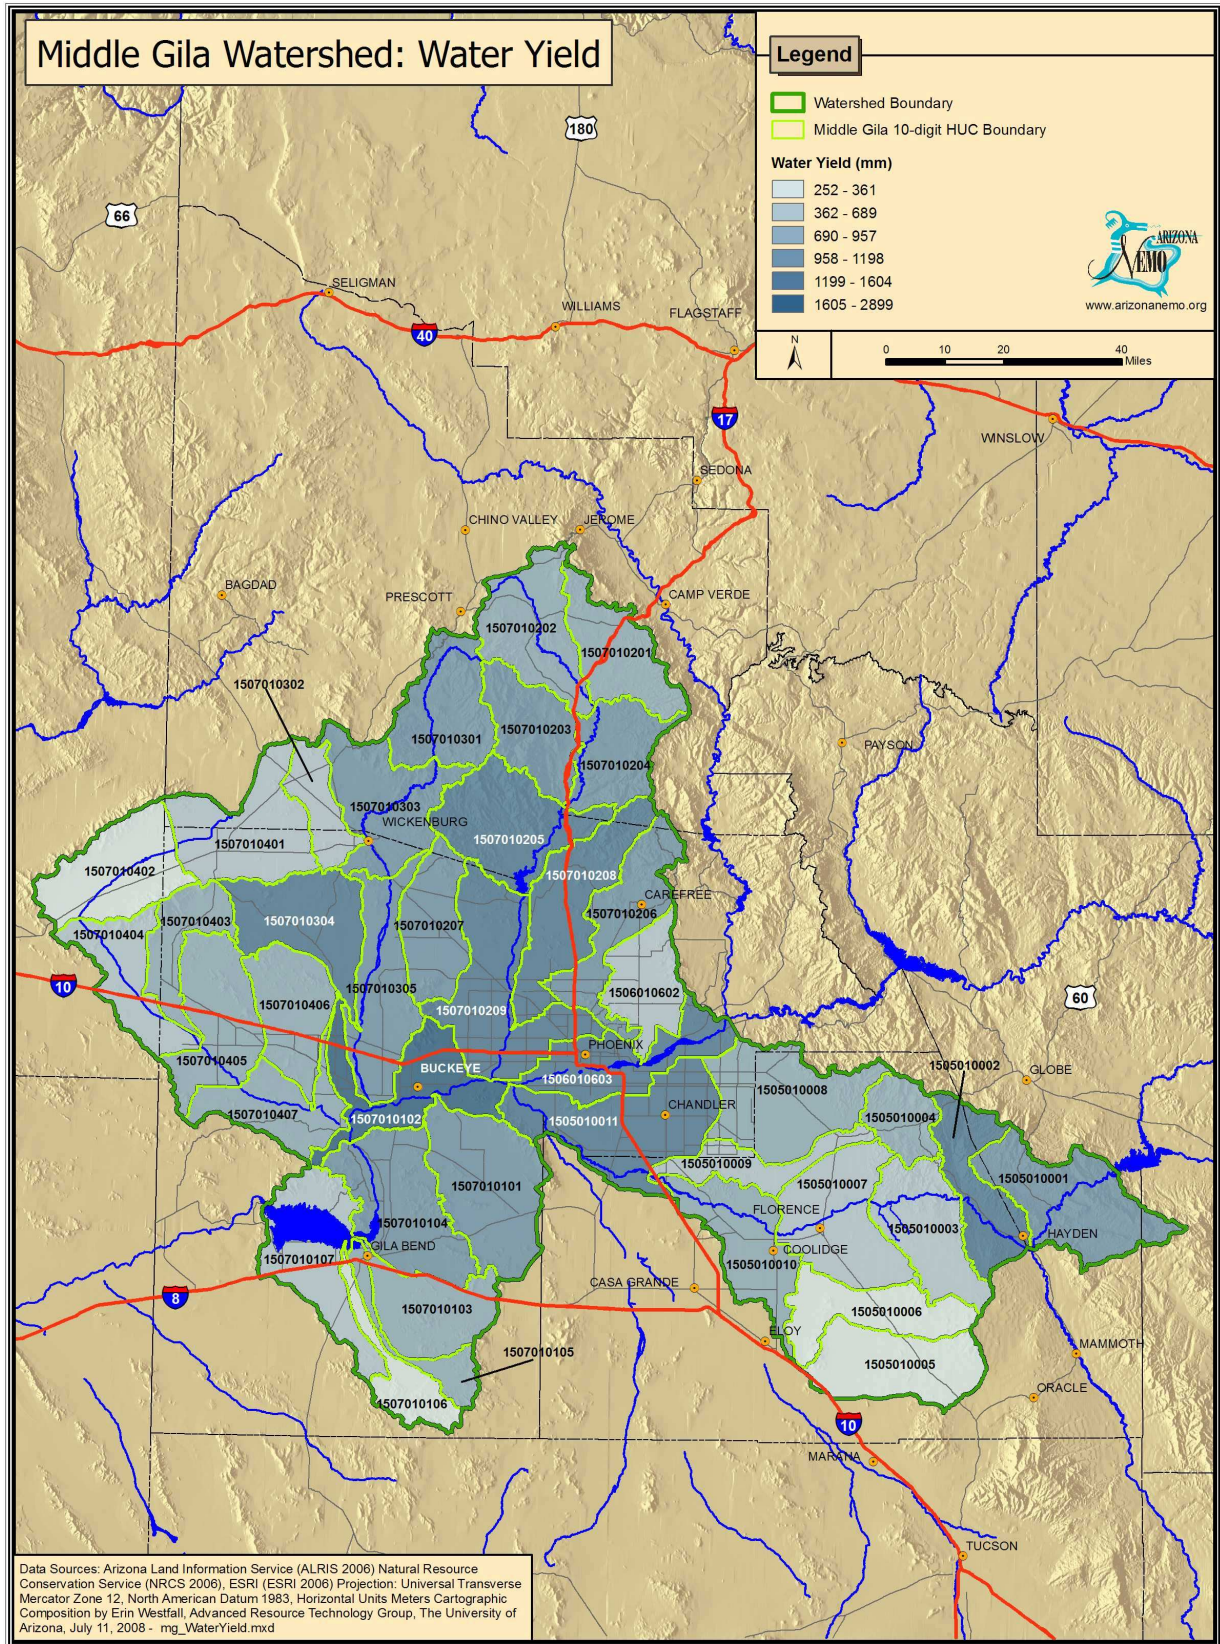 Middle Gila Watershed: Water Yield
Legend
Watershed Boundary
Middle Gila 10-digit HUC Boundary
Water Yield (mm)
252 - 361
362 - 689
690 - 957
958 - 1198
1199 - 1604
1605 - 2899
ARIZONA
NEMO
www.arizonanemo.org
N
0 10 20 40
Miles
180
66
SELIGMAN
WILLIAMS
FLAGSTAFF
40
17
WINSLOW
SEDONA
CHINO VALLEY
JEROME
BAGDAD
PRESCOTT
CAMP VERDE
1507010202
1507010201
1507010302
1507010203
1507010301
PAYSON
1507010204
1507010303
WICKENBURG
1507010205
1507010401
1507010402
1507010208
CAREFREE
1507010206
1507010403
1507010304
1507010207
1507010404
10
1507010305
1506010602
60
1507010406
1507010209
PHOENIX
1507010405
BUCKEYE
1506010603
1505010002
GLOBE
1505010008
CHANDLER
1507010407
1507010102
1505010011
1505010004
1505010009
1505010001
1507010101
1505010007
FLORENCE
1507010104
1505010003
HAYDEN
GILA BEND
COOLIDGE
1507010107
1505010010
CASA GRANDE
8
1507010103
1505010006
ELOY
MAMMOTH
1507010105
1505010005
ORACLE
1507010106
10
MARANA
TUCSON
Data Sources: Arizona Land Information Service (ALRIS 2006) Natural Resource
Conservation Service (NRCS 2006), ESRI (ESRI 2006) Projection: Universal Transverse
Mercator Zone 12, North American Datum 1983, Horizontal Units Meters Cartographic
Composition by Erin Westfall, Advanced Resource Technology Group, The University of
Arizona, July 11, 2008 - mg_WaterYield.mxd